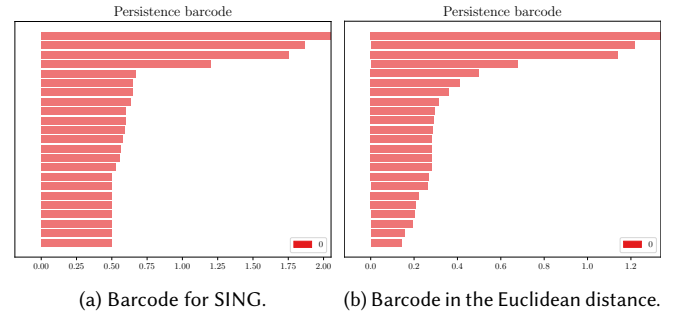 Persistence barcode
0
0.00 0.25 0.50 0.75 1.00 1.25 1.50 1.75 2.00
(a) Barcode for SING.
Persistence barcode
0
0.0 0.2 0.4 0.6 0.8 1.0 1.2
(b) Barcode in the Euclidean distance.